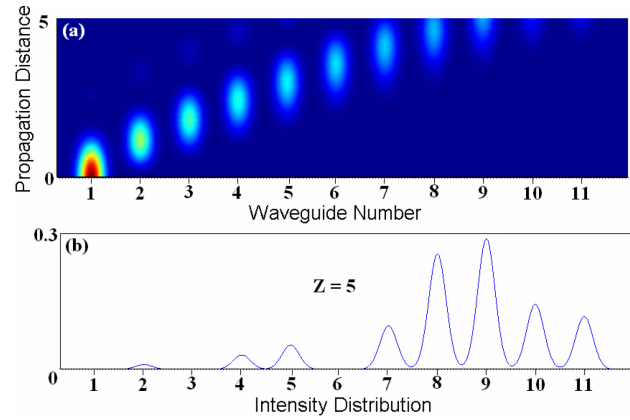 5
(a)
Propagation Distance
0
1 2 3 4 5 6 7 8 9 10 11
Waveguide Number
0.3
(b)
Z = 5
0
1 2 3 4 5 6 7 8 9 10 11
Intensity Distribution